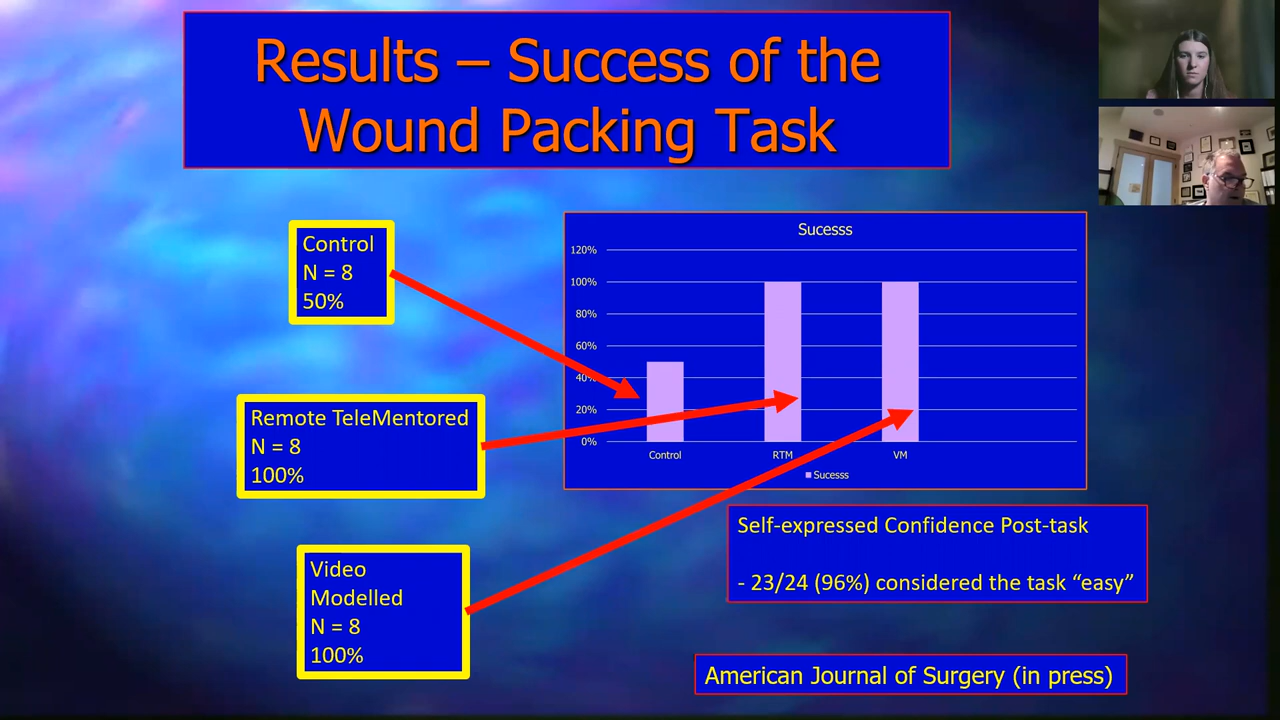 Results – Success of the
Wound Packing Task
Control
N = 8
50%
Remote TeleMentored
N = 8
100%
Video
Modelled
N = 8
100%
Sucesss
120%
100%
80%
60%
40%
20%
0%
Control RTM VM
Sucesss
Self-expressed Confidence Post-task
- 23/24 (96%) considered the task “easy”
American Journal of Surgery (in press)